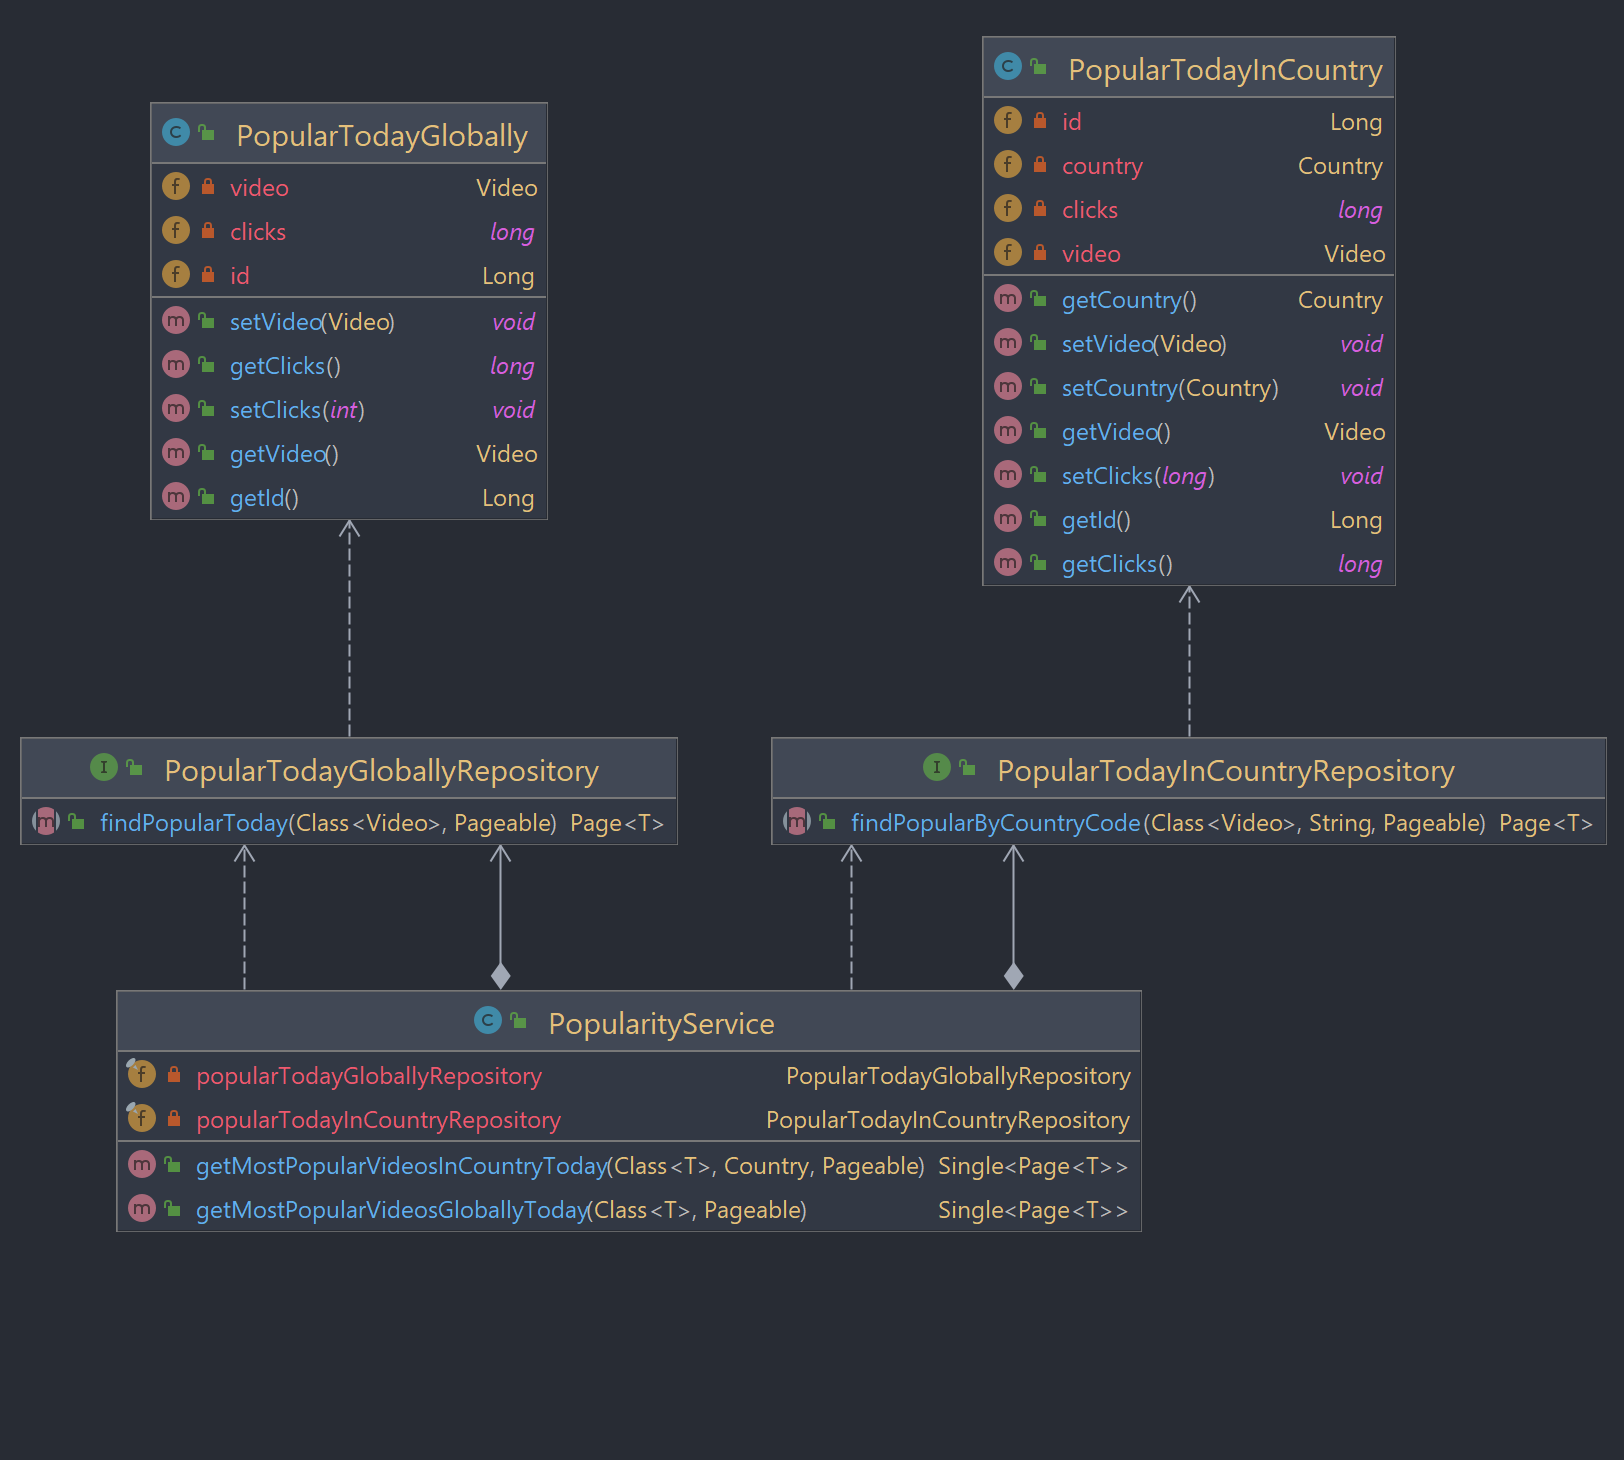 PopularTodayGlobally
video Video
clicks long
id Long
setVideo(Video) void
getClicks() long
setClicks(int) void
getVideo() Video
getId() Long
PopularTodayInCountry
id Long
country Country
clicks long
video Video
getCountry() Country
setVideo(Video) void
setCountry(Country) void
getVideo() Video
setClicks(long) void
getId() Long
getClicks() long
PopularTodayGloballyRepository
findPopularToday(Class<Video>, Pageable) Page<T>
PopularTodayInCountryRepository
findPopularByCountryCode(Class<Video>, String, Pageable) Page<T>
PopularityService
popularTodayGloballyRepository PopularTodayGloballyRepository
popularTodayInCountryRepository PopularTodayInCountryRepository
getMostPopularVideosInCountryToday(Class<T>, Country, Pageable) Single<Page<T>>
getMostPopularVideosGloballyToday(Class<T>, Pageable) Single<Page<T>>